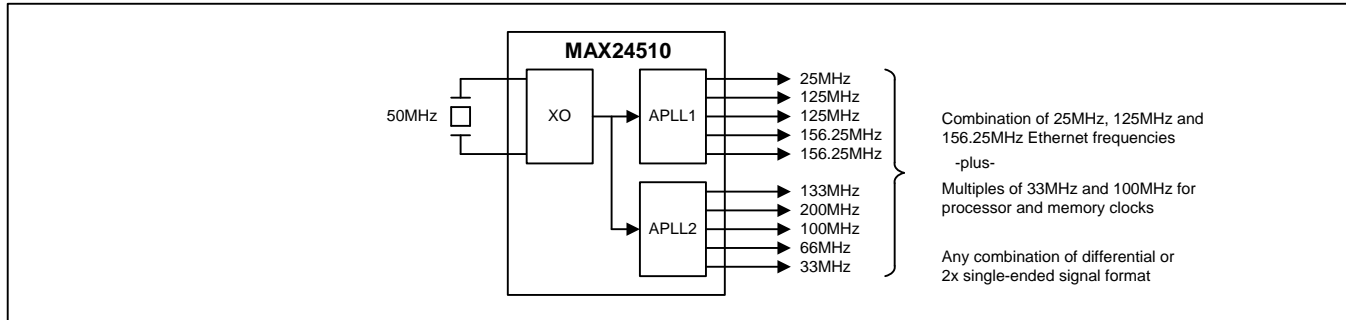 MAX24510
50MHz
XO
APLL1
25MHz
125MHz
125MHz
156.25MHz
156.25MHz
APLL2
133MHz
200MHz
100MHz
66MHz
33MHz
Combination of 25MHz, 125MHz and
156.25MHz Ethernet frequencies
-plus-
Multiples of 33MHz and 100MHz for
processor and memory clocks
Any combination of differential or
2x single-ended signal format